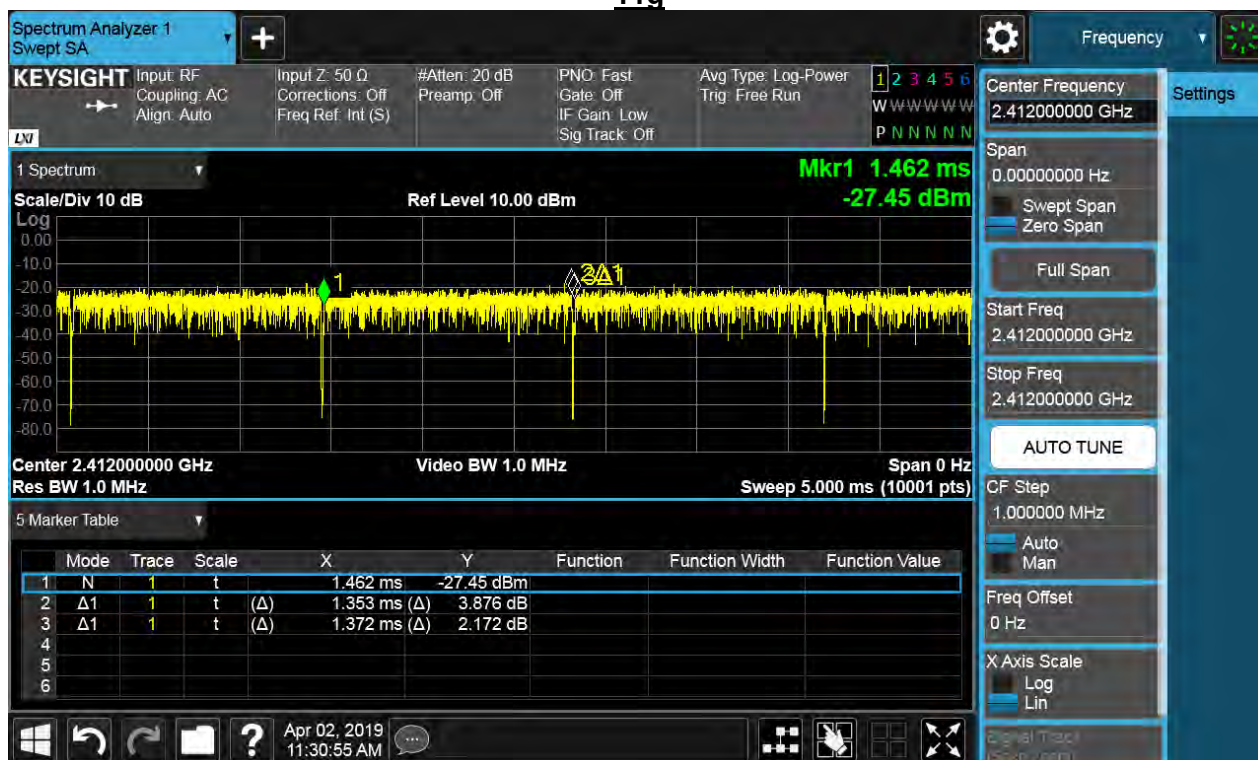 11g
Spectrum Analyzer 1
Swept SA
+
Frequency
KEYSIGHT
LXI
Input: RF
Coupling: AC
Align: Auto
Input Z: 50 Ω
Corrections: Off
Freq Ref: Int (S)
#Atten: 20 dB
Preamp: Off
PNO: Fast
Gate: Off
IF Gain: Low
Sig Track: Off
Avg Type: Log-Power
Trig: Free Run
1 2 3 4 5 6
W W W W W W
P N N N N N
1 Spectrum
Mkr1 1.462 ms
-27.45 dBm
Scale/Div 10 dB
Ref Level 10.00 dBm
Log
0.00
-10.0
-20.0
-30.0
-40.0
-50.0
-60.0
-70.0
-80.0
1
Center 2.412000000 GHz
Video BW 1.0 MHz
Span 0 Hz
Res BW 1.0 MHz
Sweep 5.000 ms (10001 pts)
5 Marker Table
Mode Trace Scale X Y Function Function Width Function Value
1 N 1 t 1.462 ms -27.45 dBm
2 Δ1 1 t (Δ) 1.353 ms (Δ) 3.876 dB
3 Δ1 1 t (Δ) 1.372 ms (Δ) 2.172 dB
4
5
6
?
Apr 02, 2019
11:30:55 AM
Center Frequency
2.412000000 GHz
Settings
Span
0.00000000 Hz
Swept Span
Zero Span
Full Span
Start Freq
2.412000000 GHz
Stop Freq
2.412000000 GHz
AUTO TUNE
CF Step
1.000000 MHz
Auto
Man
Freq Offset
0 Hz
X Axis Scale
Log
Lin